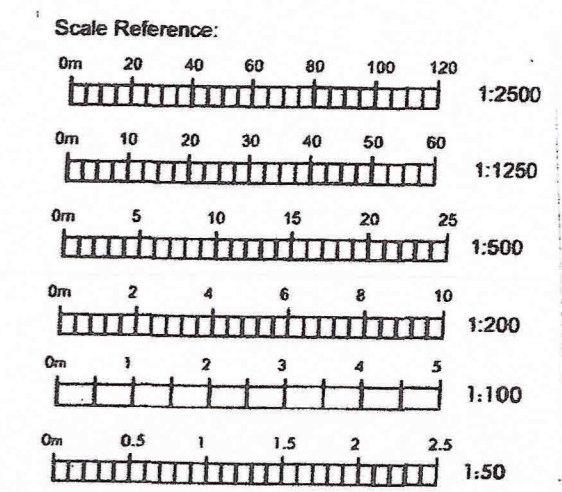 Scale Reference:
0m 20 40 60 80 100 120
1:2500
0m 10 20 30 40 50 60
1:1250
0m 5 10 15 20 25
1:500
0m 2 4 6 8 10
1:200
0m 1 2 3 4 5
1:100
0m 0.5 1 1.5 2 2.5
1:50